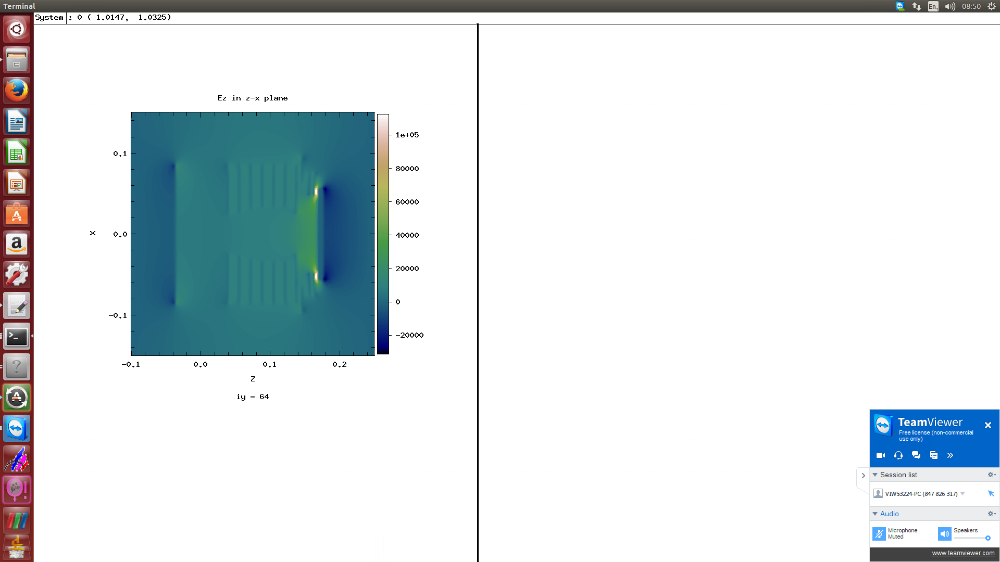 Terminal
En1
08:50
System : 0 ( 1.0147,  1.0325)
Ez in z-x plane
1e+05
80000
60000
40000
20000
0
-20000
X
0.1
0.0
-0.1
-0.1 0.0 0.1 0.2
Z
iy = 64
TeamViewer
Free license (non-commercial
use only)
Session list
VIW53224-PC (847 826 317)
Audio
Microphone
Muted
Speakers
www.teamviewer.com